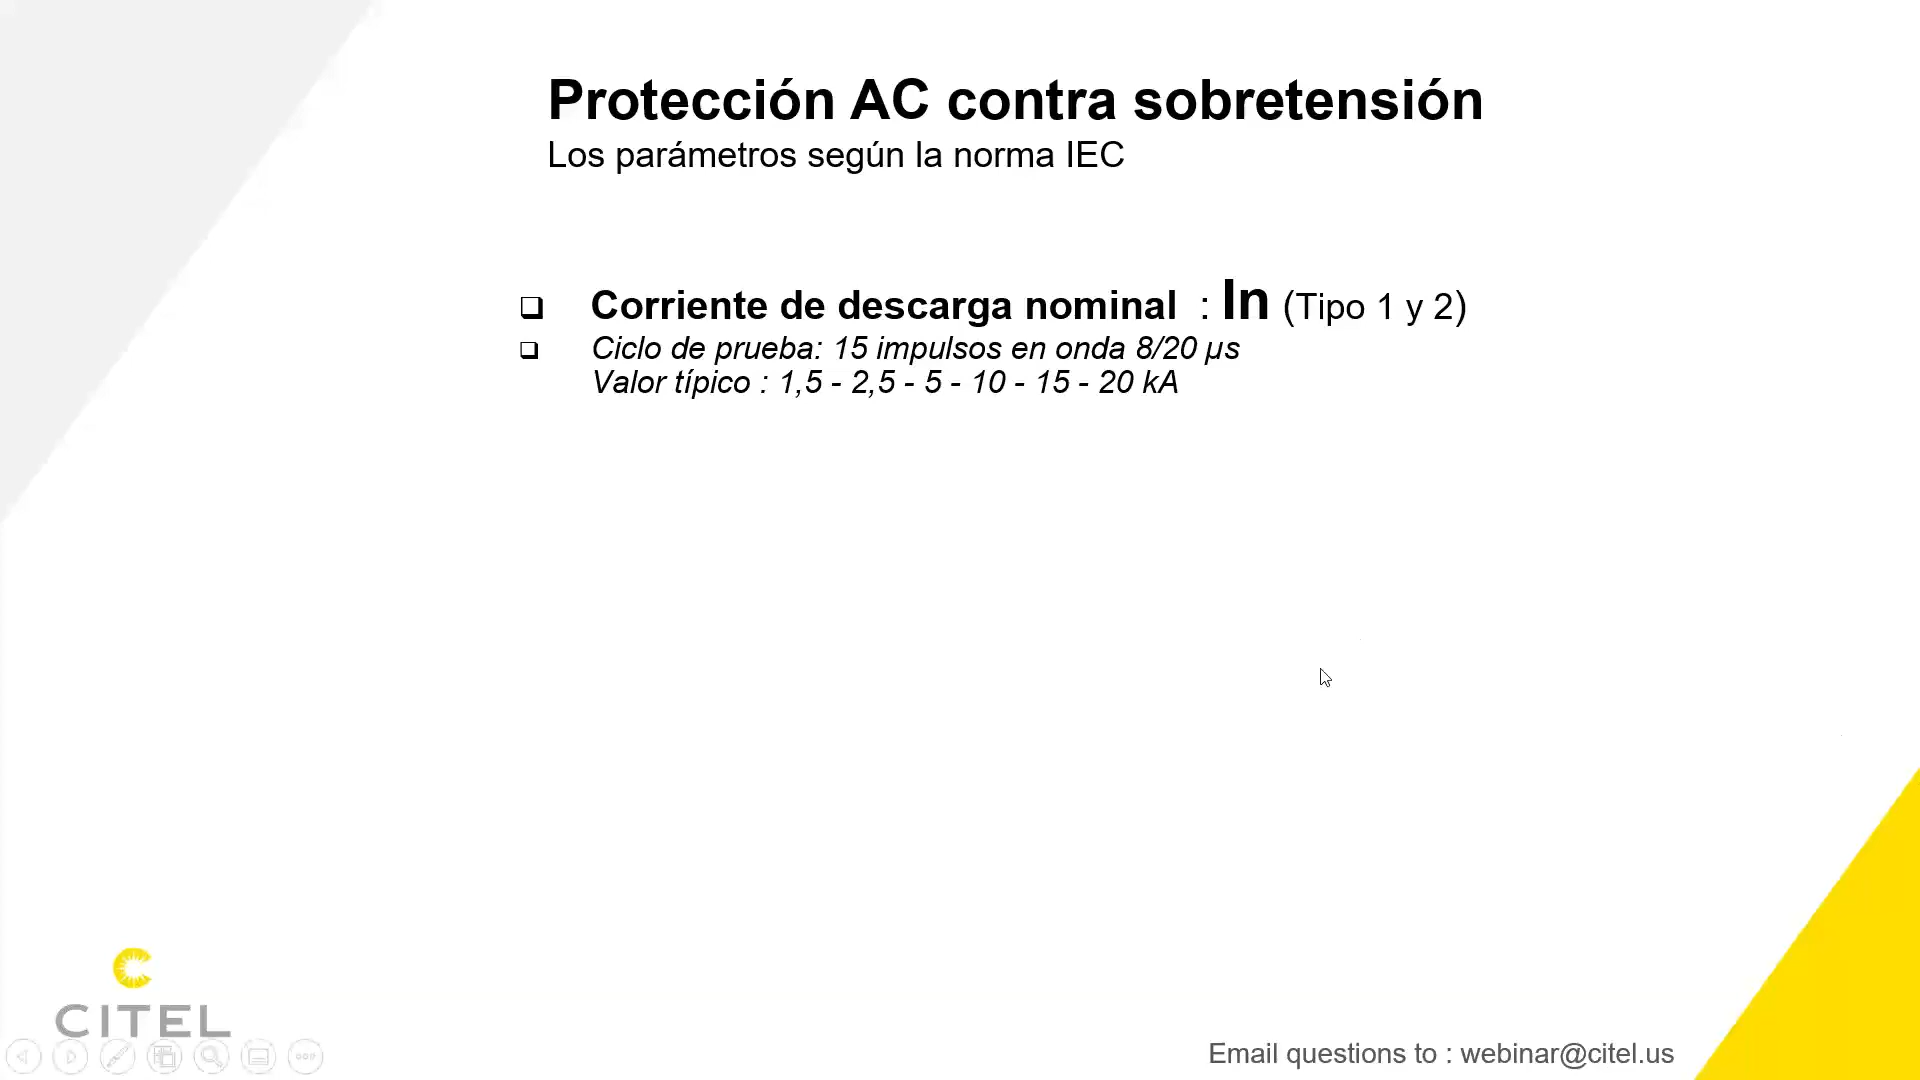 Protección AC contra sobretensión
Los parámetros según la norma IEC
Corriente de descarga nominal : In (Tipo 1 y 2)
Ciclo de prueba: 15 impulsos en onda 8/20 µs
Valor típico : 1,5 - 2,5 - 5 - 10 - 15 - 20 kA
CITEL
Email questions to : webinar@citel.us